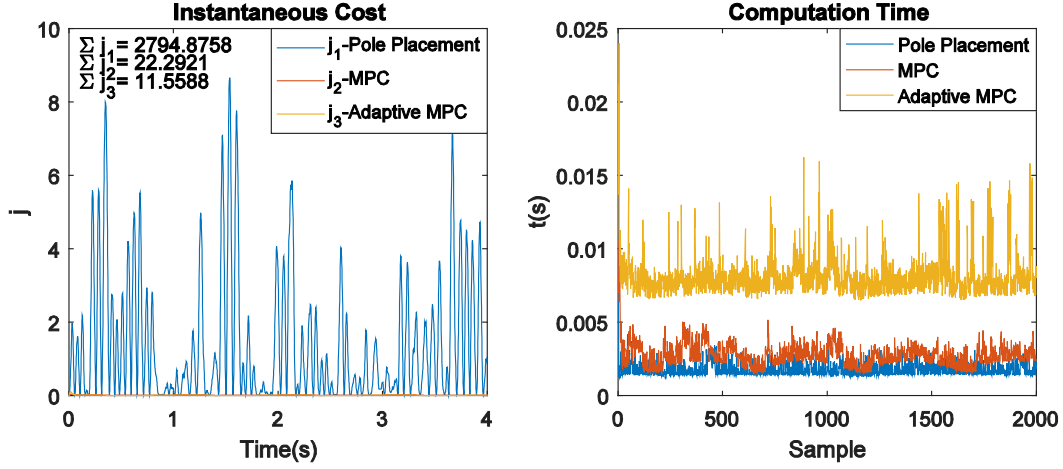 Instantaneous Cost
Σ j₁= 2794.8758
Σ j₂= 22.2921
Σ j₃= 11.5588
j₁-Pole Placement
j₂-MPC
j₃-Adaptive MPC
10
8
6
4
2
0
j
0 1 2 3 4
Time(s)
Computation Time
Pole Placement
MPC
Adaptive MPC
0.025
0.02
0.015
0.01
0.005
0
t(s)
0 500 1000 1500 2000
Sample